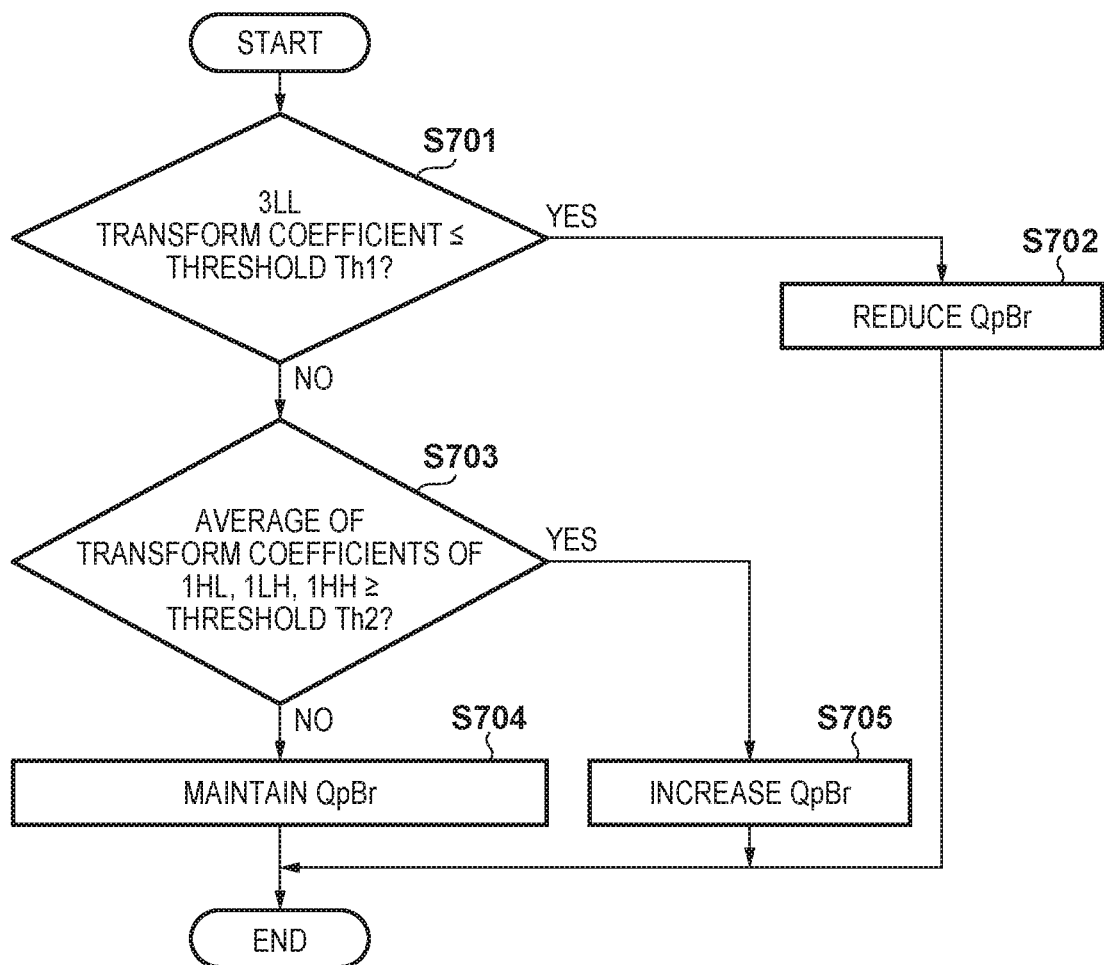 START
S701
3LL
TRANSFORM COEFFICIENT ≤
THRESHOLD Th1?
YES
S702
REDUCE QpBr
NO
S703
AVERAGE OF
TRANSFORM COEFFICIENTS OF
1HL, 1LH, 1HH ≥
THRESHOLD Th2?
YES
NO
S704
MAINTAIN QpBr
S705
INCREASE QpBr
END